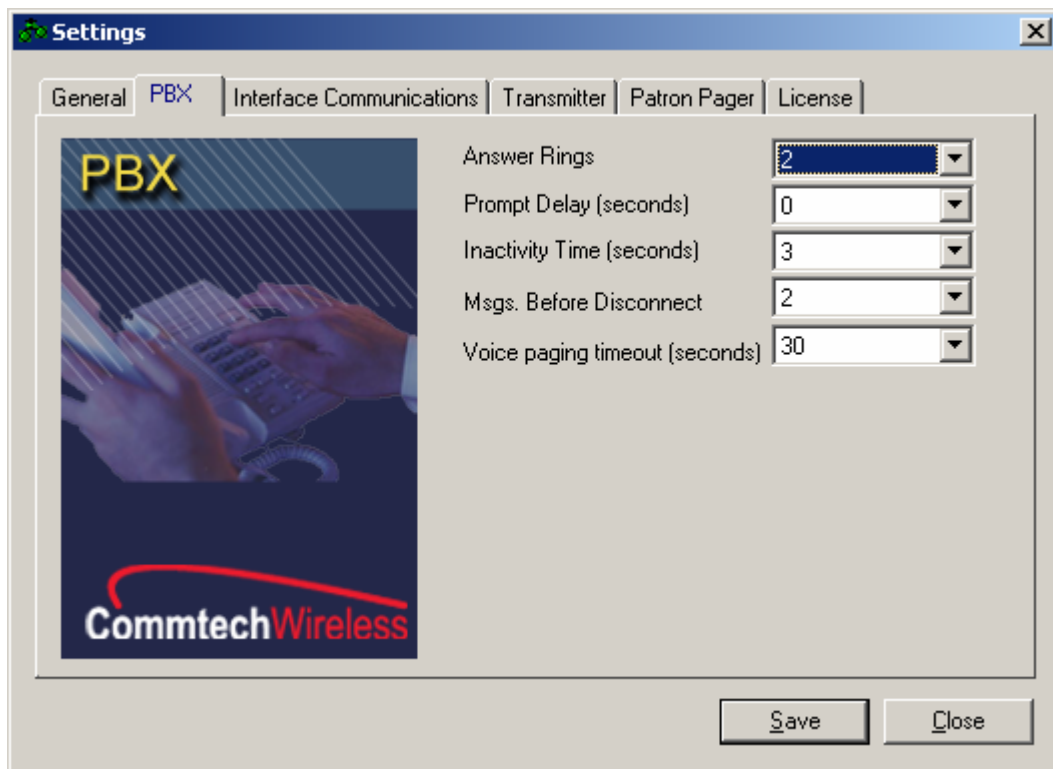 Settings
General PBX Interface Communications Transmitter Patron Pager License
PBX
Answer Rings 2
Prompt Delay (seconds) 0
Inactivity Time (seconds) 3
Msgs. Before Disconnect 2
Voice paging timeout (seconds) 30
CommtechWireless
Save Close